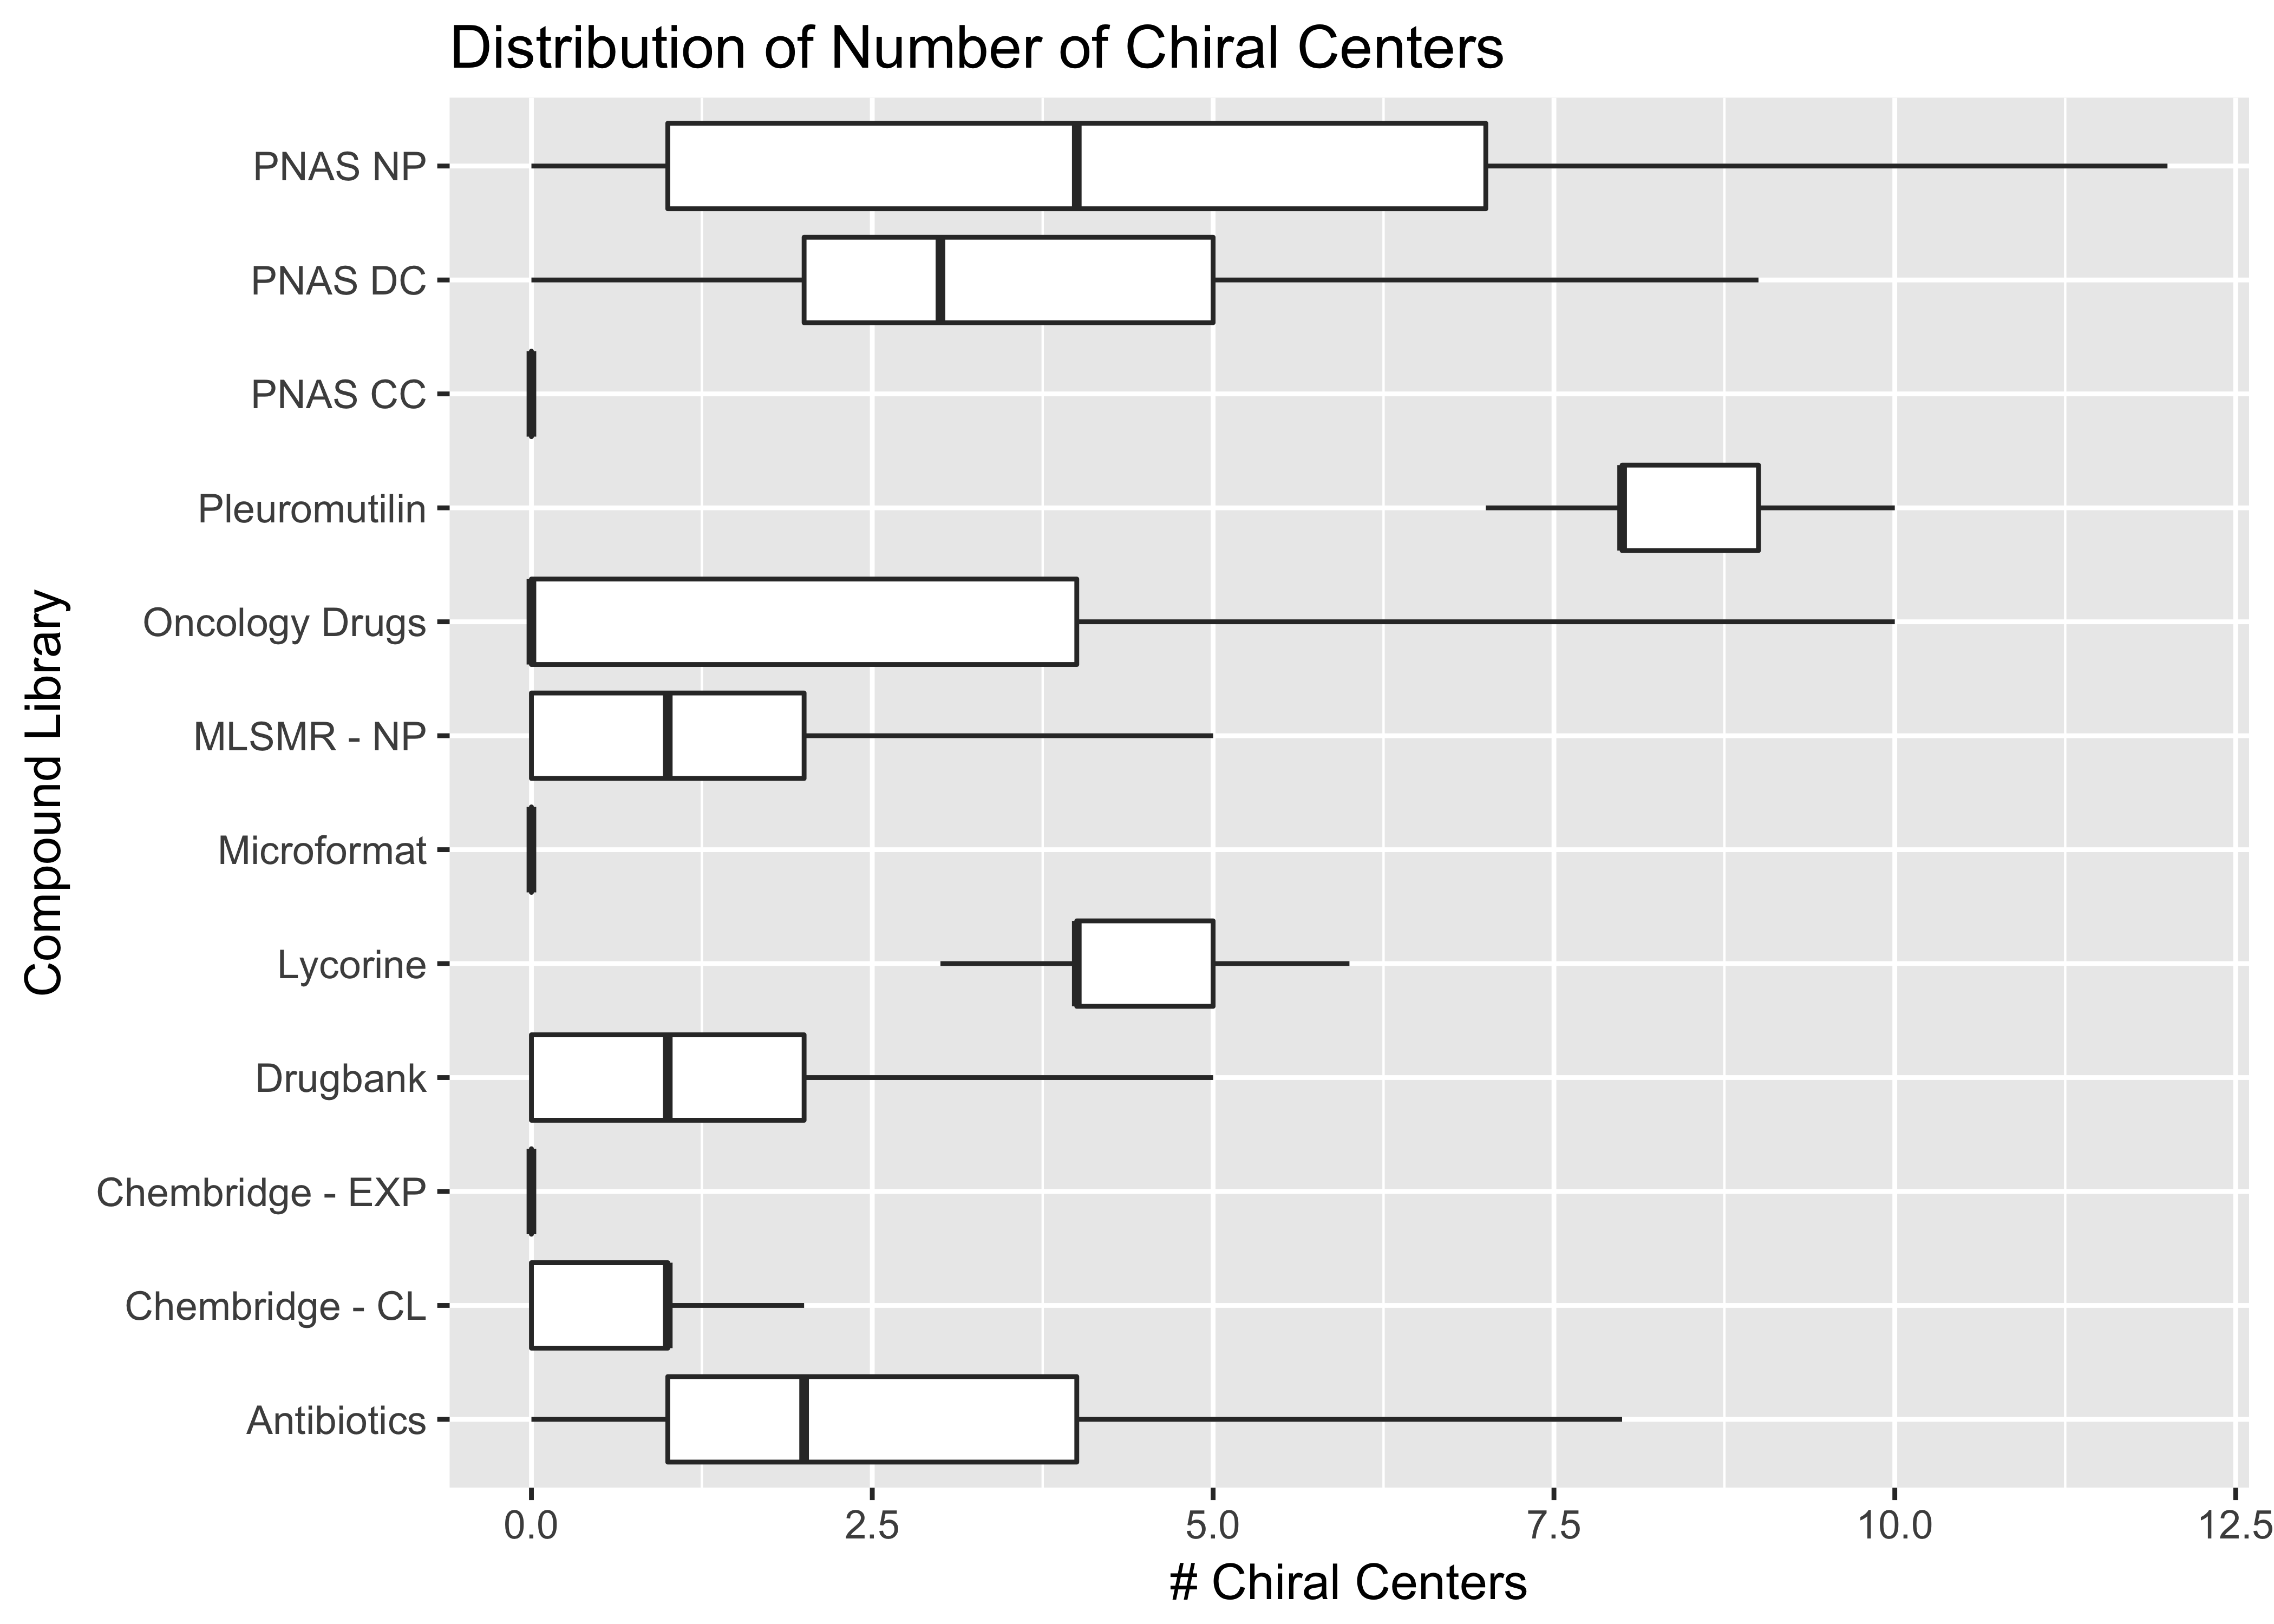 Distribution of Number of Chiral Centers
Compound Library
PNAS NP
PNAS DC
PNAS CC
Pleuromutilin
Oncology Drugs
MLSMR - NP
Microformat
Lycorine
Drugbank
Chembridge - EXP
Chembridge - CL
Antibiotics
0.0 2.5 5.0 7.5 10.0 12.5
# Chiral Centers